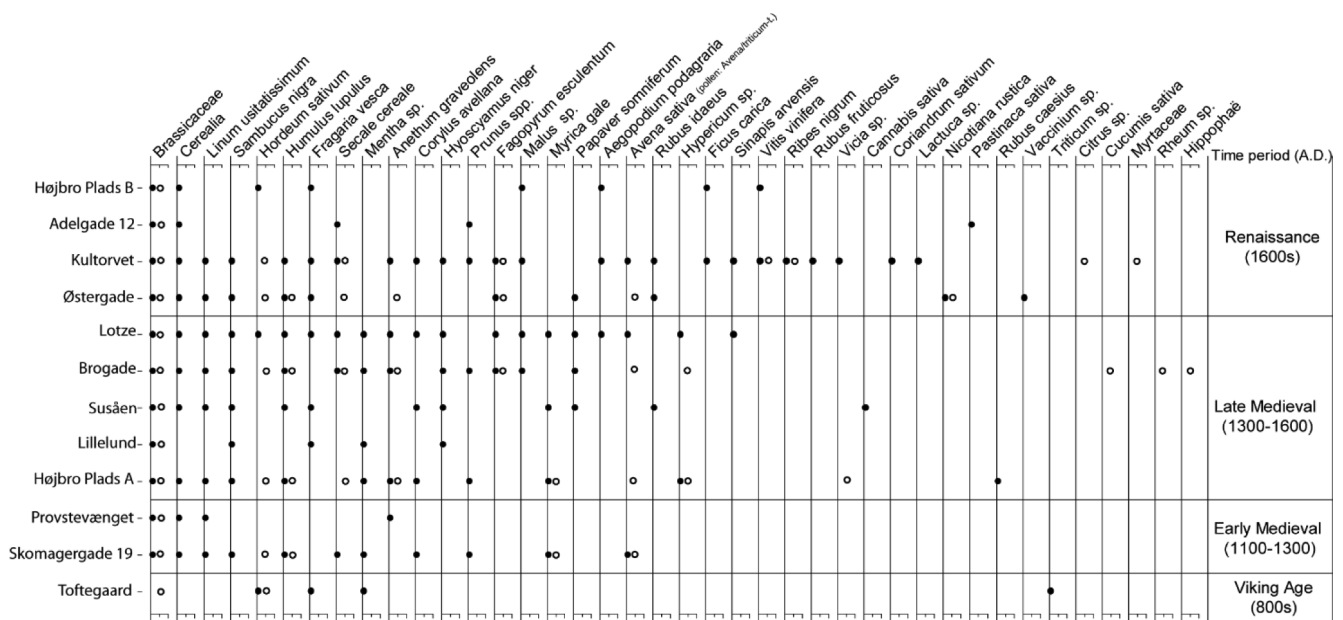 Brassicaceae
Cerealia
Linum usitatissimum
Sambucus nigra
Hordeum sativum
Humulus lupulus
Fragaria vesca
Secale cereale
Mentha sp.
Anethum graveolens
Corylus avellana
Hyoscyamus niger
Prunus spp.
Fagopyrum esculentum
Malus sp.
Myrica gale
Papaver somniferum
Aegopodium podagraria
Avena sativa (pollen: Avena/triticum-t.)
Rubus idaeus
Hypericum sp.
Ficus carica
Sinapis arvensis
Vitis vinifera
Ribes nigrum
Rubus fruticosus
Vicia sp.
Cannabis sativa
Coriandrum sativum
Lactuca sp.
Nicotiana rustica
Pastinaca sativa
Rubus caesius
Vaccinium sp.
Triticum sp.
Citrus sp.
Cucumis sativa
Myrtaceae
Rheum sp.
Hippophaë
Time period (A.D.)
Højbro Plads B
Adelgade 12
Kultorvet
Østergade
Renaissance
(1600s)
Lotze
Brogade
Susåen
Lillelund
Højbro Plads A
Late Medieval
(1300-1600)
Provstevænget
Skomagergade 19
Early Medieval
(1100-1300)
Toftegaard
Viking Age
(800s)